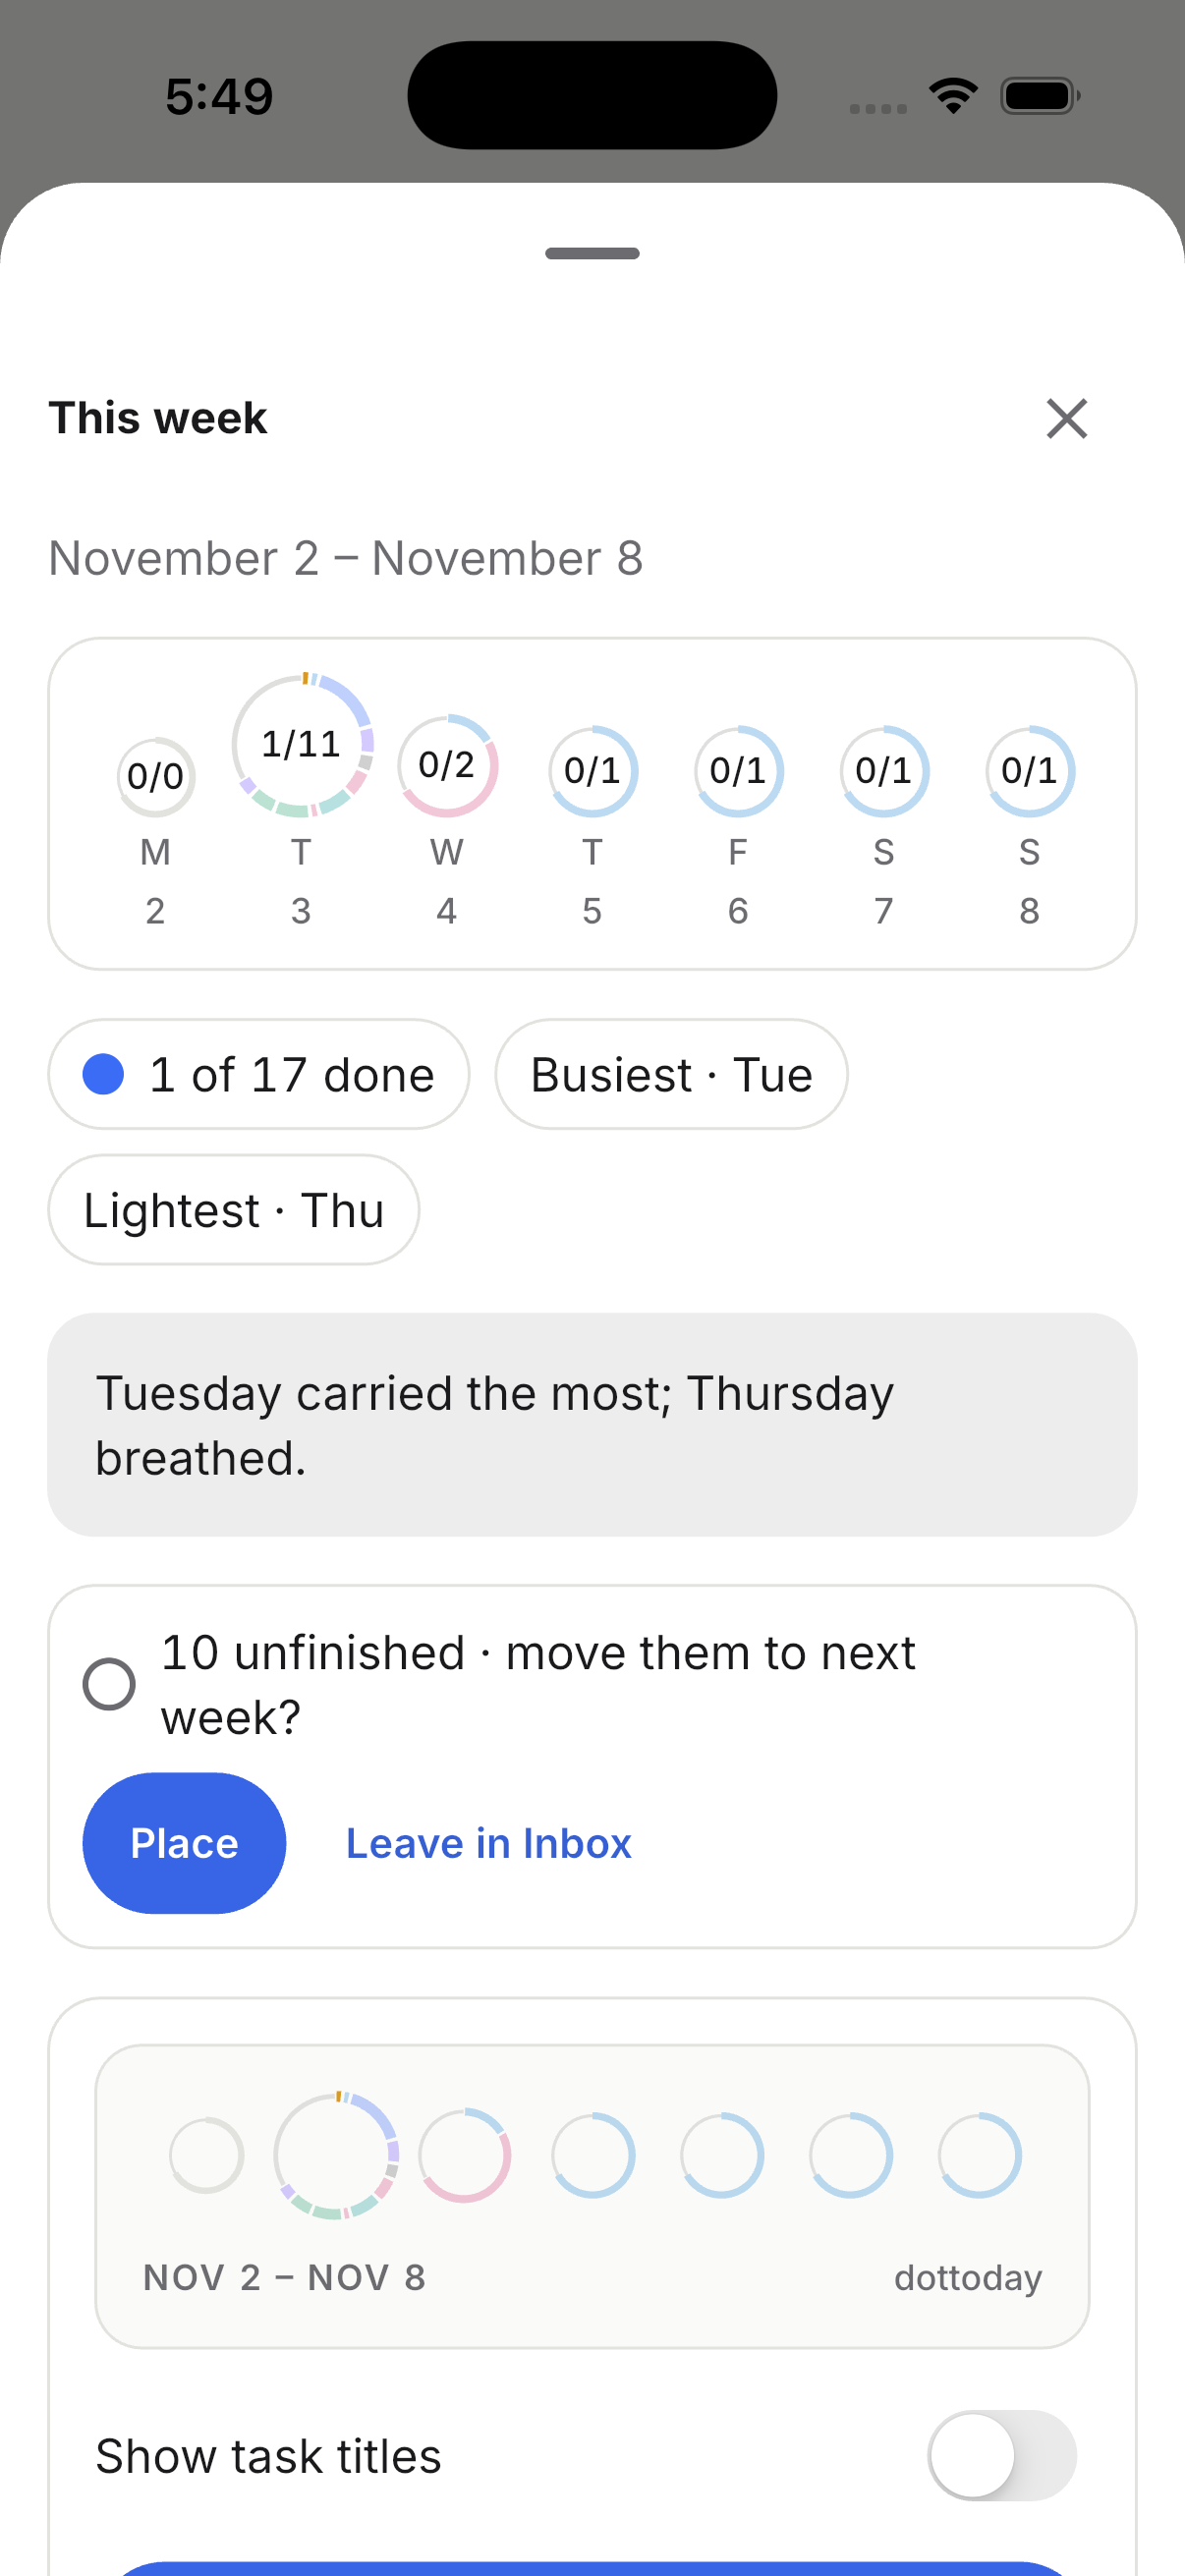 5:49
This week
November 2 – November 8
0/0
1/11
0/2
0/1
0/1
0/1
0/1
M
T
W
T
F
S
S
2
3
4
5
6
7
8
1 of 17 done
Busiest · Tue
Lightest · Thu
Tuesday carried the most; Thursday
breathed.
10 unfinished · move them to next
week?
Place
Leave in Inbox
NOV 2 – NOV 8
dottoday
Show task titles